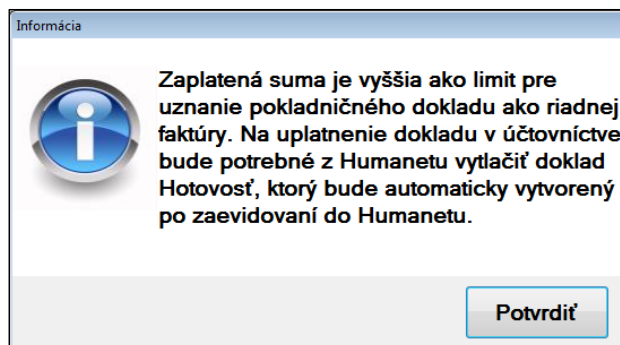 Informácia
Zaplatená suma je vyššia ako limit pre
uznanie pokladničného dokladu ako riadnej
faktúry. Na uplatnenie dokladu v účtovníctve
bude potrebné z Humanetu vytlačiť doklad
Hotovosť, ktorý bude automaticky vytvorený
po zaevidovaní do Humanetu.
Potvrdiť